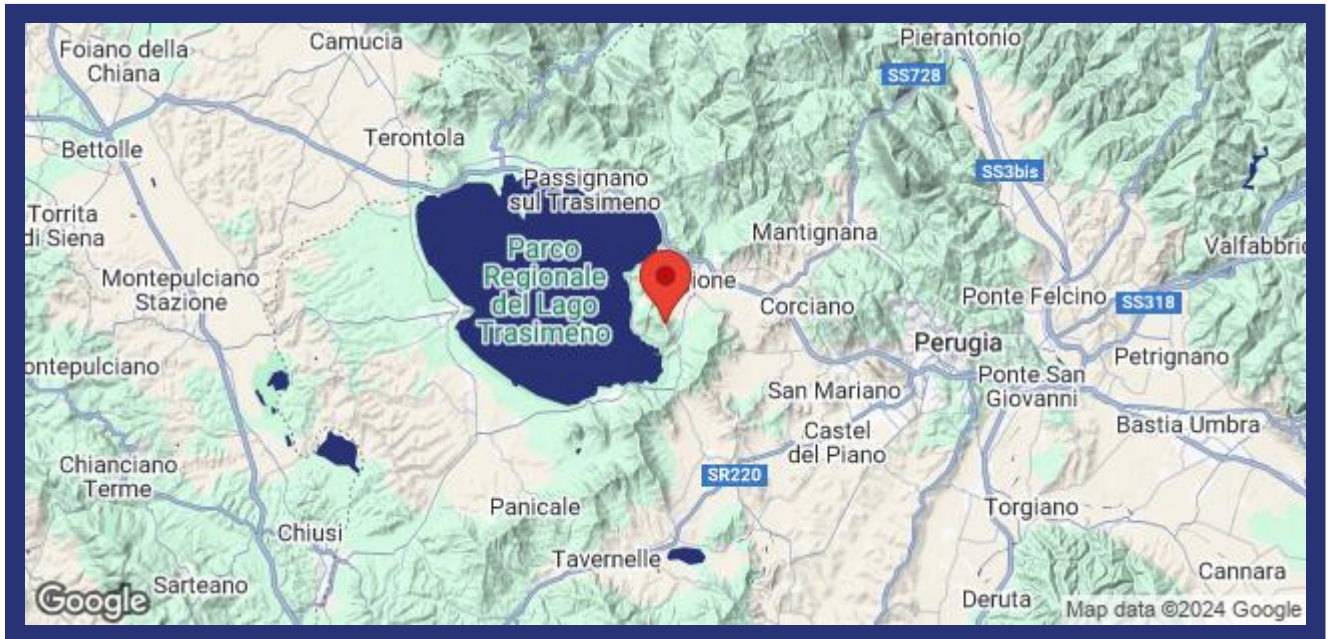 Foiano della
Chiana
Camucia
Pierantonio
SS728
Terontola
Bettolle
SS3bis
Passignano
sul Trasimeno
Torrita
di Siena
Mantignana
Valfabbric
Parco
Regionale
del Lago
Trasimeno
Montepulciano
Stazione
ione
Corciano
Ponte Felcino
SS318
Perugia
Petrignano
ontepulciano
San Mariano
Ponte San
Giovanni
Bastia Umbra
Castel
del Piano
Chianciano
Terme
SR220
Panicale
Torgiano
Chiusi
Tavernelle
Sarteano
Cannara
Deruta
Google
Map data ©2024 Google